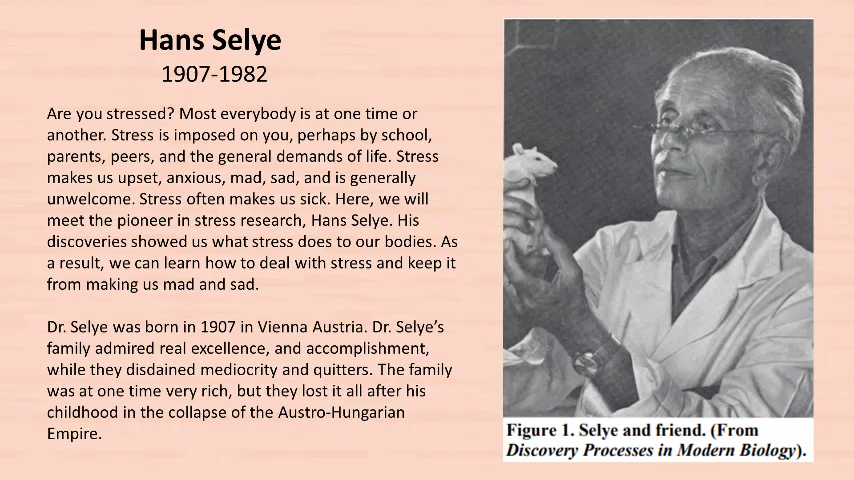 Hans Selye
1907-1982
Are you stressed? Most everybody is at one time or
another. Stress is imposed on you, perhaps by school,
parents, peers, and the general demands of life. Stress
makes us upset, anxious, mad, sad, and is generally
unwelcome. Stress often makes us sick. Here, we will
meet the pioneer in stress research, Hans Selye. His
discoveries showed us what stress does to our bodies. As
a result, we can learn how to deal with stress and keep it
from making us mad and sad.
Dr. Selye was born in 1907 in Vienna Austria. Dr. Selye’s
family admired real excellence, and accomplishment,
while they disdained mediocrity and quitters. The family
was at one time very rich, but they lost it all after his
childhood in the collapse of the Austro-Hungarian
Empire.
Figure 1. Selye and friend. (From
Discovery Processes in Modern Biology).